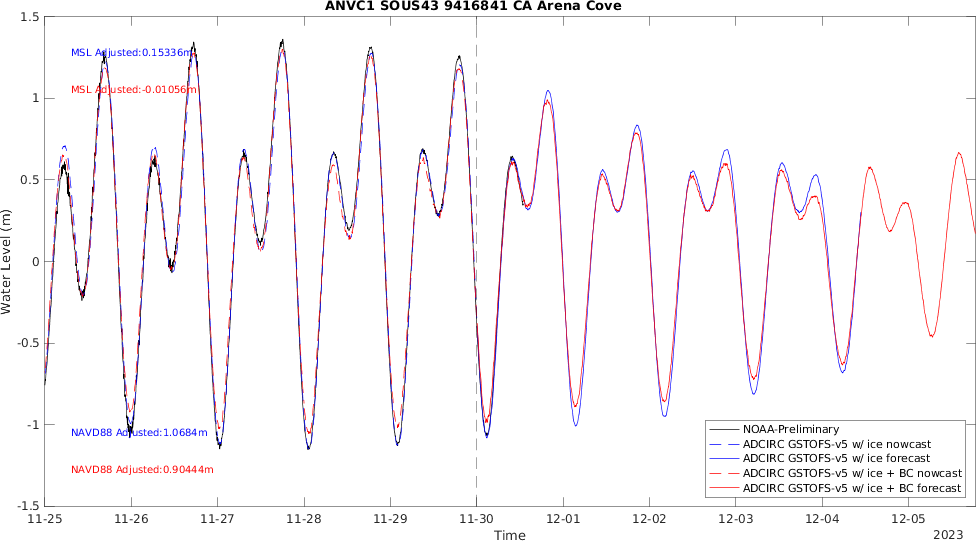 ANVC1 SOUS43 9416841 CA Arena Cove
Water Level (m)
1.5
1
0.5
0
-0.5
-1
-1.5
MSL Adjusted:0.15336m
MSL Adjusted:-0.01056m
NAVD88 Adjusted:1.0684m
NAVD88 Adjusted:0.90444m
NOAA-Preliminary
ADCIRC GSTOFS-v5 w/ ice nowcast
ADCIRC GSTOFS-v5 w/ ice forecast
ADCIRC GSTOFS-v5 w/ ice + BC nowcast
ADCIRC GSTOFS-v5 w/ ice + BC forecast
11-25 11-26 11-27 11-28 11-29 11-30 12-01 12-02 12-03 12-04 12-05
Time
2023